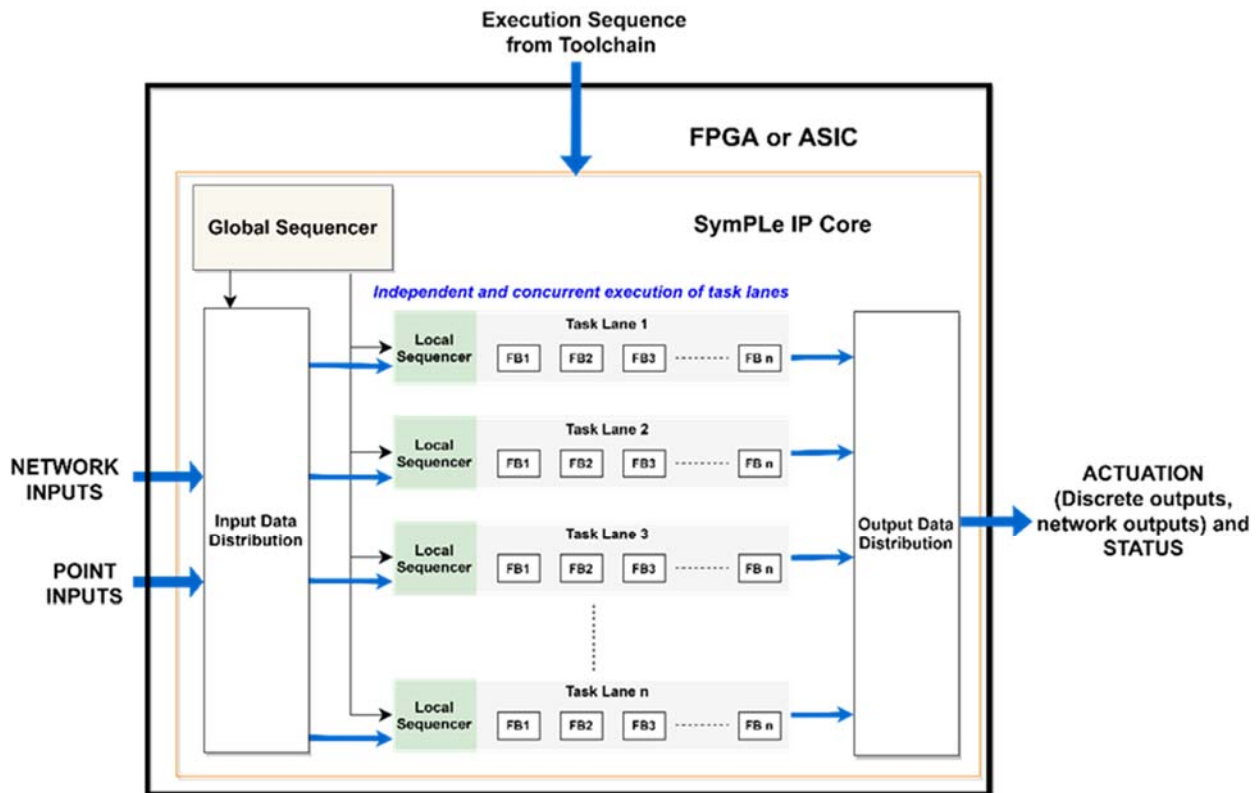 Execution Sequence
from Toolchain
FPGA or ASIC
Global Sequencer
SymPLe IP Core
Independent and concurrent execution of task lanes
Task Lane 1
Local
Sequencer
FB1 FB2 FB3 FB n
Task Lane 2
Local
Sequencer
FB1 FB2 FB3 FB n
NETWORK
INPUTS
Input Data
Distribution
Task Lane 3
Local
Sequencer
FB1 FB2 FB3 FB n
Output Data
Distribution
ACTUATION
(Discrete outputs,
network outputs) and
STATUS
POINT
INPUTS
Task Lane n
Local
Sequencer
FB1 FB2 FB3 FB n